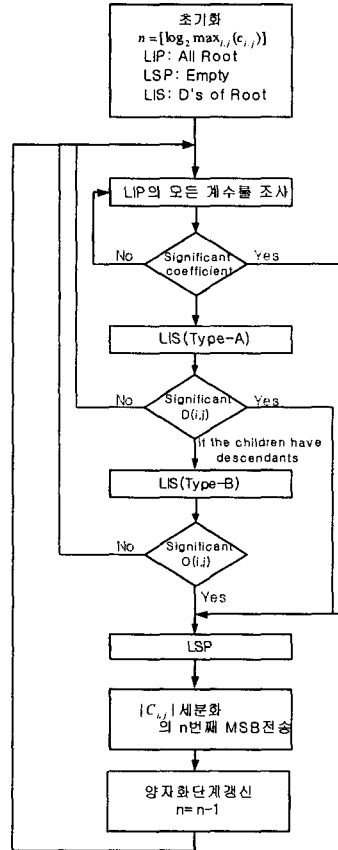 초기화
n=[log₂ maxᵢ,ⱼ(cᵢ,ⱼ)]
LIP: All Root
LSP: Empty
LIS: D's of Root
LIP의 모든 계수를 조사
No
Significant
coefficient
Yes
LIS(Type-A)
No
Significant
D(i,j)
Yes
if the children have
descendants
LIS(Type-B)
No
Significant
O(i,j)
Yes
LSP
|Cᵢ,ⱼ| 세분화
의 n번째 MSB전송
양자화단계갱신
n= n-1